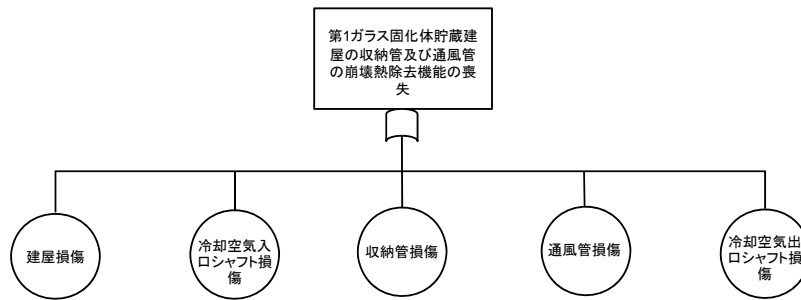 第1ガラス固化体貯蔵建
屋の収納管及び通風管
の崩壊熱除去機能の喪
失
建屋損傷
冷却空気入
口シャフト損
傷
収納管損傷
通風管損傷
冷却空気出
口シャフト損
傷